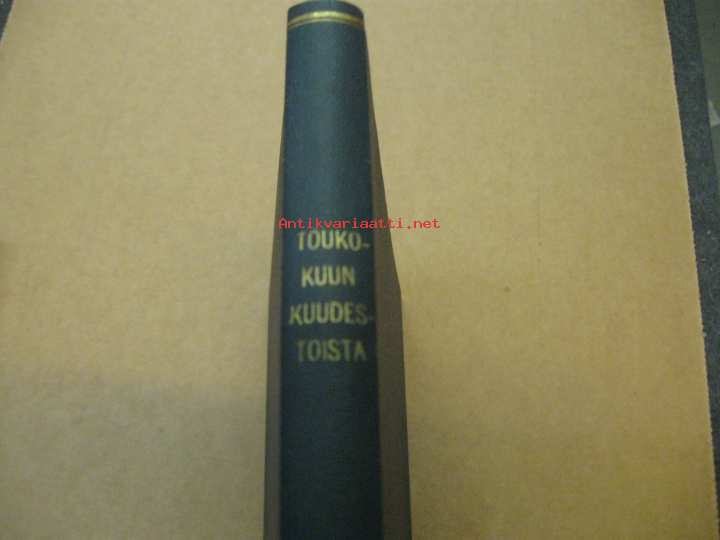 Antikvariaatti.net
TOUKO-
KUUN
KUUDES-
TOISTA